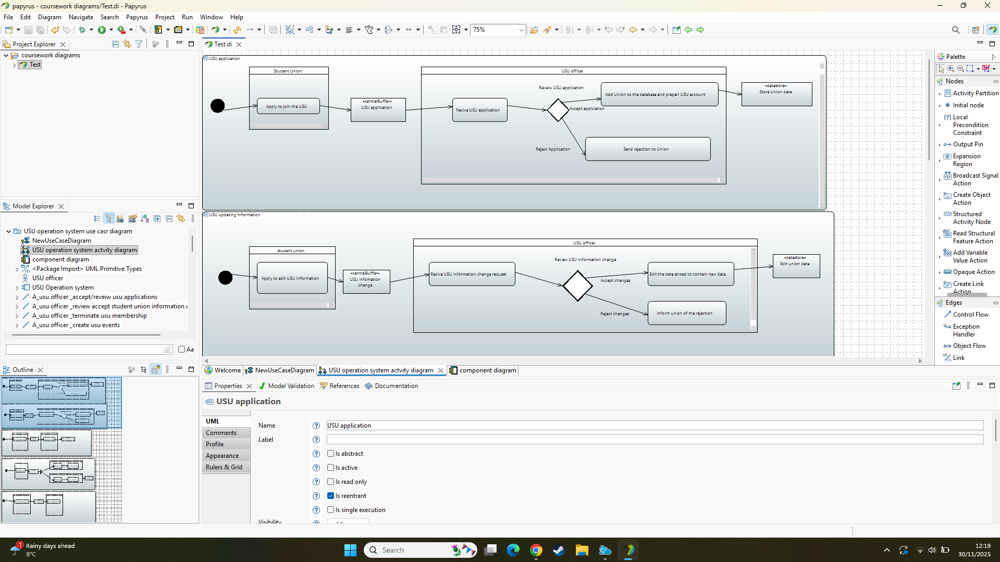 papyrus - coursework diagrams/Test.di - Papyrus
File Edit Diagram Navigate Search Papyrus Project Run Window Help
75%
Project Explorer
coursework diagrams
Test
Model Explorer
USU operation system use casr diagram
NewUseCaseDiagram
USU operation system actvity diagram
component diagram
<Package Import> UML Primitive Types
USU officer
USU Operation system
A_usu officer _accept/reveiw usu applications
A_usu officer _review accept student union information u
A_usu officer _terminate usu membership
A_usu officer _create usu events
Aa
Outline
Test.di
USU application
Student Union
Apply to join the USU
«centralBuffer»
USU application
USU officer
Recive USU application
Reveiw USU application
Accept applciation
Reject Application
Add Union to the database and prepair USU account
Send rejection to Union
«datastore»
Store Union data
USU updating Information
student union
Apply to edit USU information
«centralBuffer»
USU infomation
change
USU officer
Recive USU information change request
Review USU information change
Accept changes
Reject changes
Edit the data stroed to contain new data
Inform union of the rejection
«datastore»
Edit union data
Palette
Nodes
Activity Partition
Initial node
Local
Precondition
Constraint
Output Pin
Expansion
Region
Broadcast Signal
Action
Create Object
Action
Structured
Activity Node
Read Structural
Feature Action
Add Variable
Value Action
Opaque Action
Create Link
Action
Edges
Control Flow
Exception
Handler
Object Flow
Link
Welcome NewUseCaseDiagram USU operation system actvity diagram component diagram
Properties Model Validation References Documentation
USU application
UML
Comments
Profile
Appearance
Rulers & Grid
Name USU application
Label
Is abstract
Is active
Is read only
Is reentrant
Is single execution
Visibility
1
Rainy days ahead
8°C
Search
12:19
30/11/2025